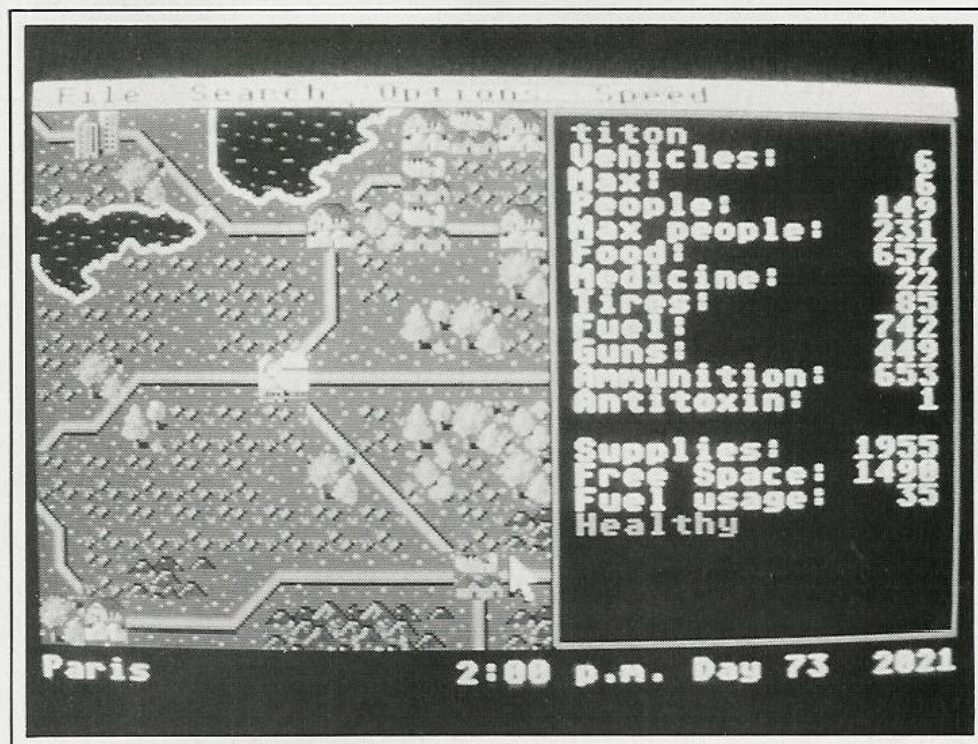 File Search Options Speed
titon
Vehicles: 6
Max: 6
People: 149
Max people: 231
Food: 657
Medicine: 22
Tires: 85
Fuel: 742
Guns: 449
Ammunition: 653
Antitoxin: 1
Supplies: 1955
Free Space: 1490
Fuel usage: 35
Healthy
Paris 2:00 p.m. Day 73 2021